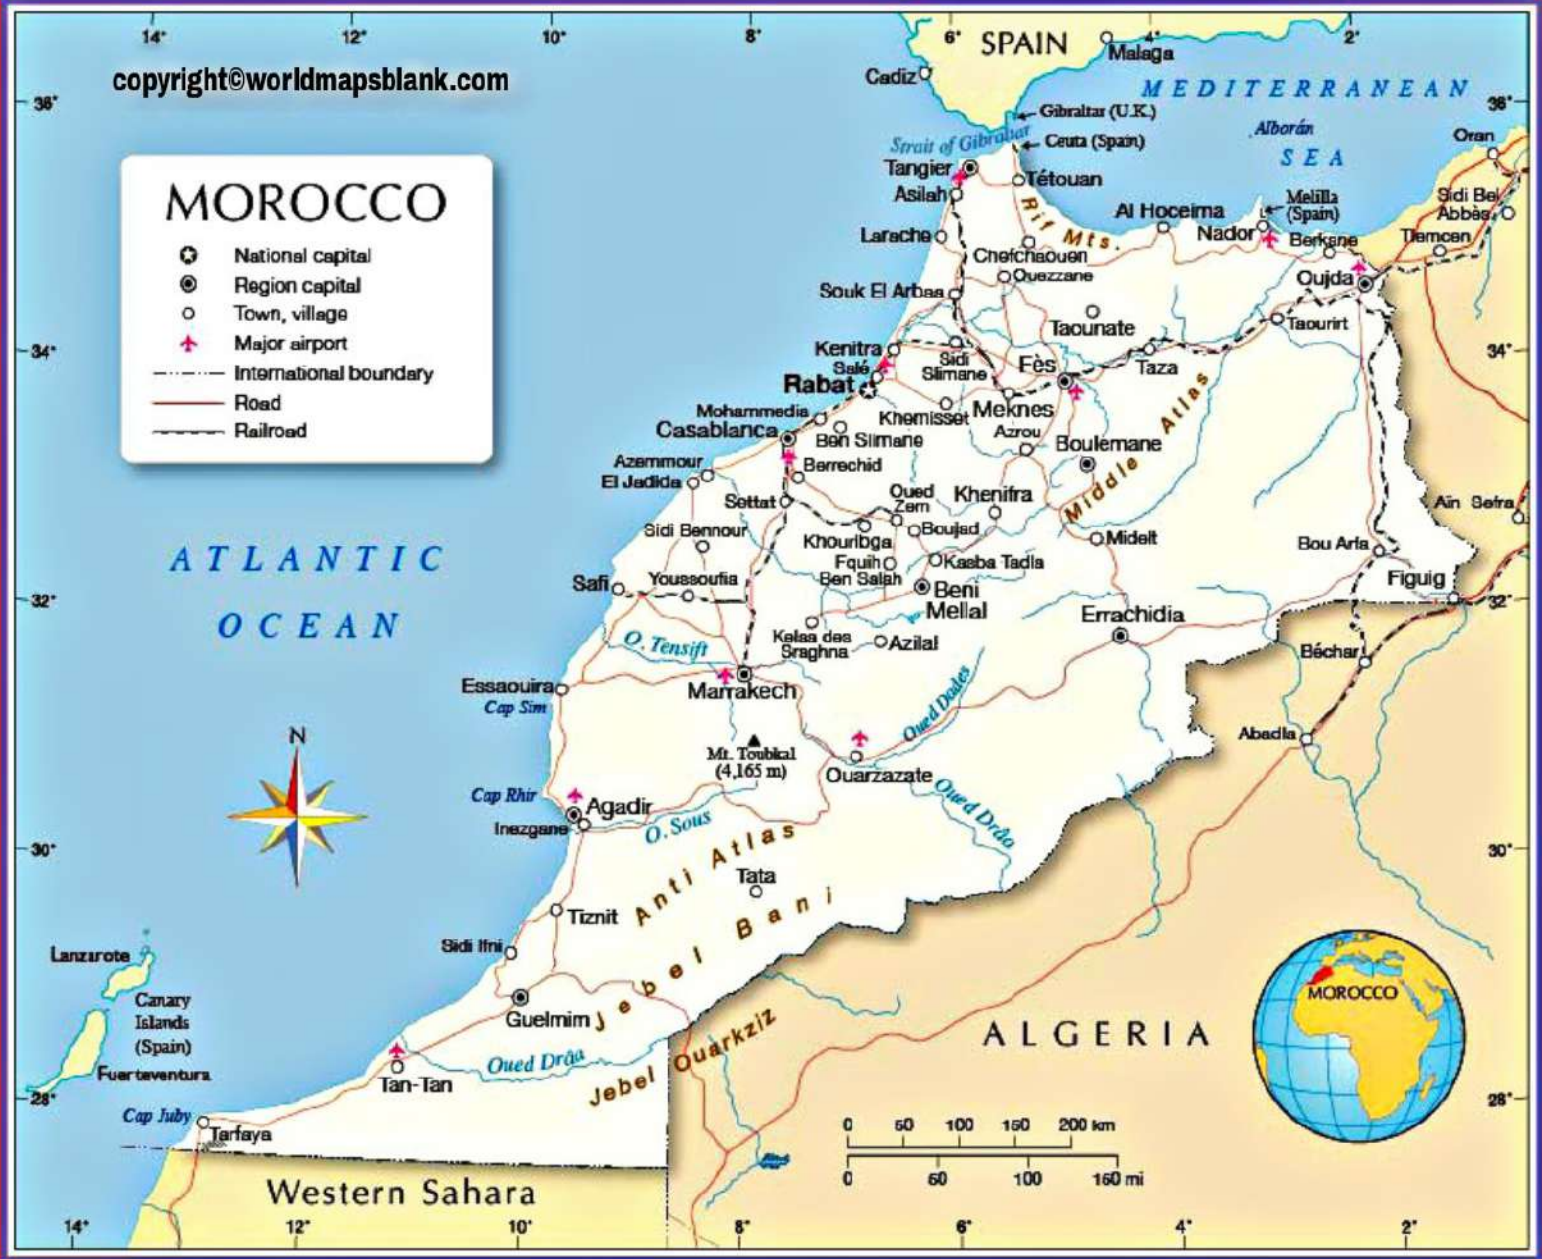 14°
12°
10°
8°
6°
4°
2°
SPAIN
Malaga
copyright©worldmapsblank.com
Cadiz
MEDITERRANEAN
SEA
36°
36°
Gibraltar (U.K.)
Alborán
Strait of Gibraltar
Ceuta (Spain)
Oran
Tangier
Tétouan
Asilah
Rif Mts.
Al Hoceima
Melilla
(Spain)
Sidi Bel
Abbès
MOROCCO
National capital
Region capital
Town, village
Major airport
International boundary
Road
Railroad
Larache
Nador
Berkane
Tlemcen
Chefchaouen
Ouezzane
Oujda
Souk El Arbaa
Taounate
Taourirt
34°
34°
Kenitra
Salé
Sidi
Slimane
Fès
Taza
Rabat
Mohammedia
Khemisset
Meknes
Casablanca
Ben Slimane
Azrou
Boulemane
Middle Atlas
Azemmour
El Jadida
Berrechid
Settat
Oued
Zem
Khenifra
Aïn Sefra
Sidi Bennour
Khouribga
Boujad
Midelt
Bou Arfa
ATLANTIC
OCEAN
Fquih
Ben Salah
Kasba Tadla
Safi
Youssoufia
Figuig
32°
32°
Beni
Mellal
Errachidia
O. Tensift
Kelaa des
Sraghna
Azilal
Béchar
Essaouira
Cap Sim
Marrakech
Oued Dades
Abadla
N
Mt. Toubkal
(4,165 m)
Ouarzazate
Cap Rhir
Agadir
Inezgane
O. Sous
Oued Drâo
30°
30°
Anti Atlas
Tata
Jebel Bani
Tiznit
Sidi Ifni
Lanzarote
Canary
Islands
(Spain)
Fuerteventura
Guelmim
MOROCCO
ALGERIA
Jebel Ouarkziz
Oued Drâa
Tan-Tan
28°
28°
Cap Juby
Tarfaya
0 50 100 150 200 km
0 50 100 150 mi
Western Sahara
14°
12°
10°
8°
6°
4°
2°